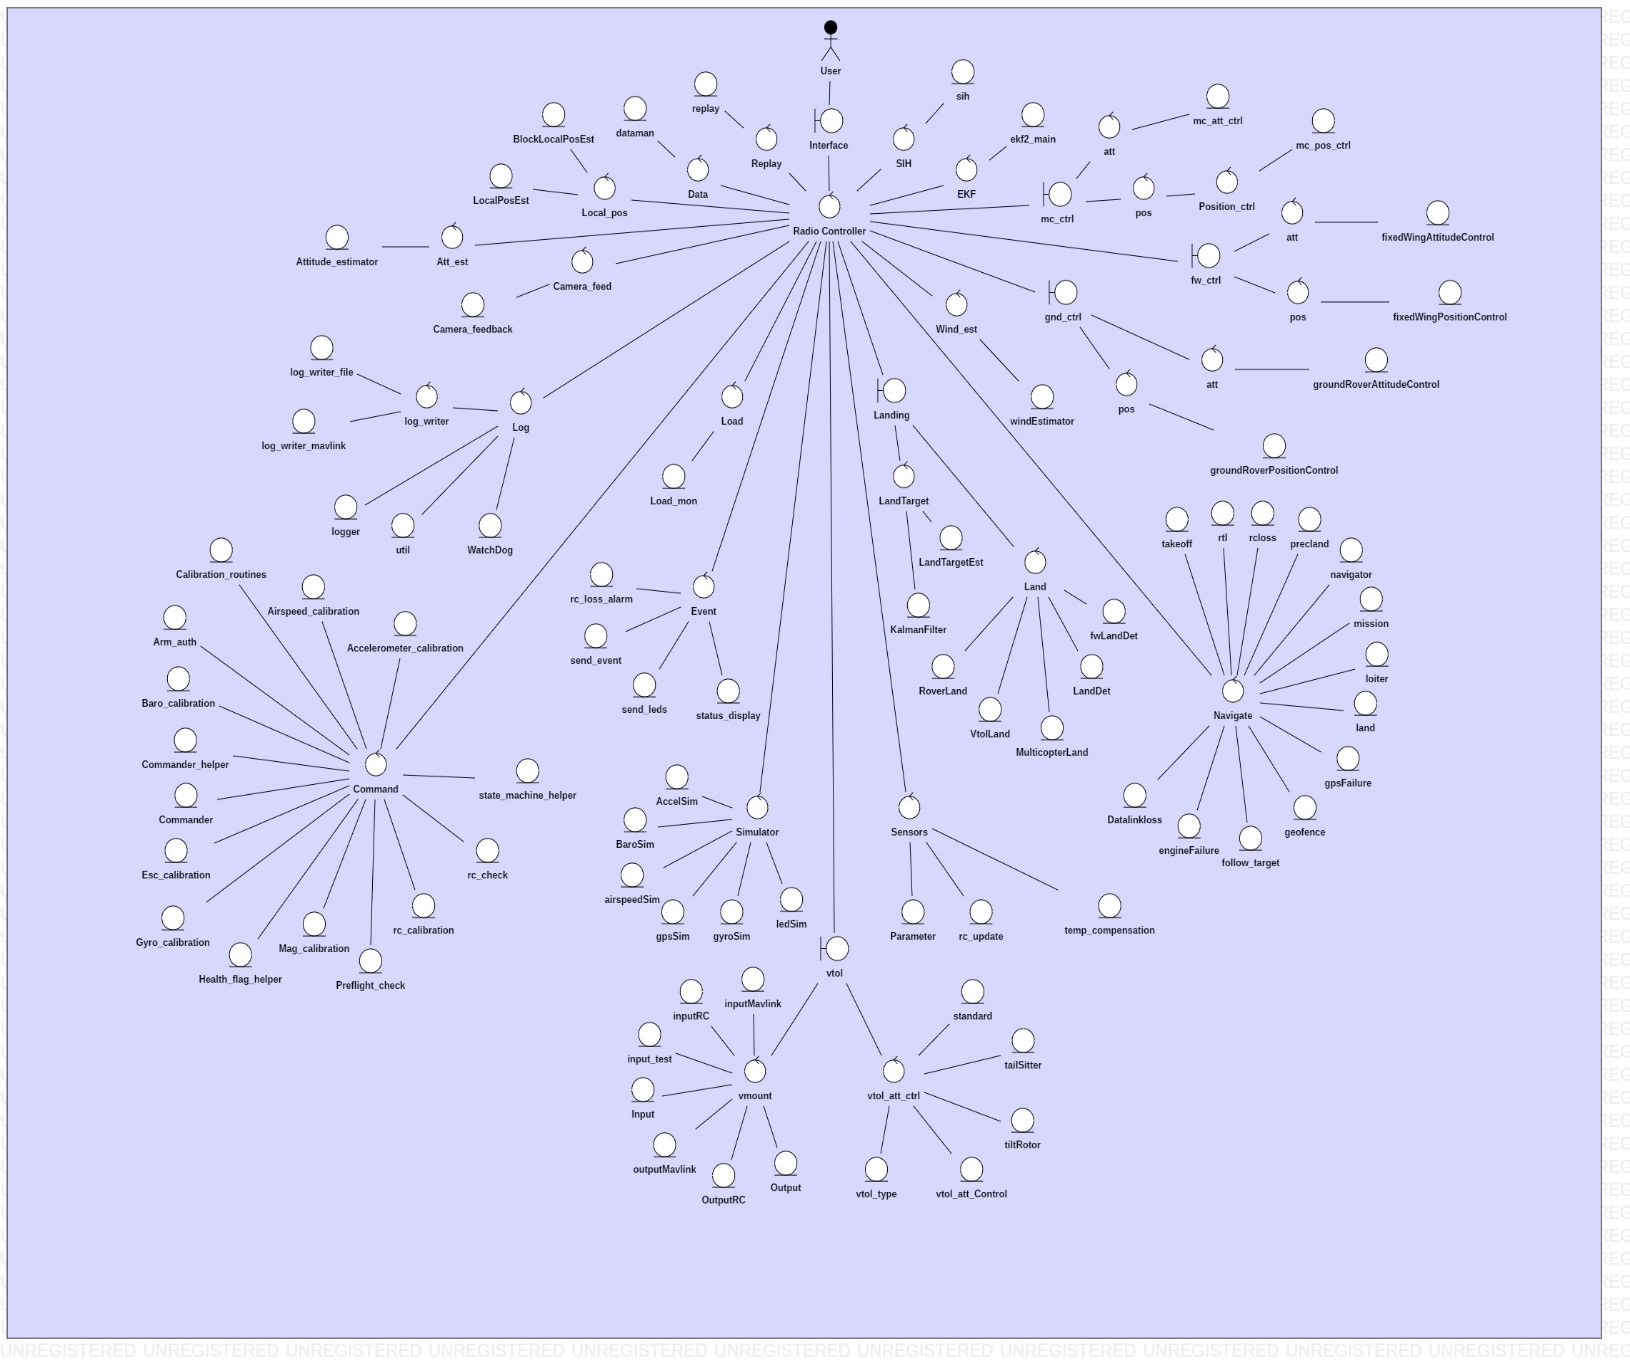 User
sih
replay
mc_att_ctrl
dataman
BlockLocalPosEst
ekf2_main
Interface
mc_pos_ctrl
att
Replay
SIH
Data
EKF
LocalPosEst
Local_pos
mc_ctrl
pos
Position_ctrl
Radio Controller
att
fixedWingAttitudeControl
Attitude_estimator
Att_est
fw_ctrl
Camera_feed
gnd_ctrl
pos
fixedWingPositionControl
Camera_feedback
Wind_est
log_writer_file
att
groundRoverAttitudeControl
pos
Landing
log_writer
Log
Load
windEstimator
log_writer_mavlink
groundRoverPositionControl
Load_mon
LandTarget
logger
util
WatchDog
takeoff
rtl
rcloss
precland
LandTargetEst
Calibration_routines
navigator
Land
rc_loss_alarm
Airspeed_calibration
Event
mission
KalmanFilter
fwLandDet
Arm_auth
Accelerometer_calibration
send_event
loiter
RoverLand
LandDet
Baro_calibration
send_leds
status_display
Navigate
land
VtolLand
MulticopterLand
Commander_helper
gpsFailure
Command
state_machine_helper
AccelSim
Commander
Datalinkloss
Simulator
Sensors
geofence
BaroSim
engineFailure
follow_target
Esc_calibration
rc_check
airspeedSim
ledSim
rc_calibration
temp_compensation
gpsSim
gyroSim
Parameter
rc_update
Gyro_calibration
Mag_calibration
vtol
Health_flag_helper
Preflight_check
inputMavlink
inputRC
standard
input_test
tailSitter
vmount
vtol_att_ctrl
Input
tiltRotor
outputMavlink
Output
OutputRC
vtol_type
vtol_att_Control
UNREGISTERED UNREGISTERED UNREGISTERED UNREGISTERED UNREGISTERED UNREGISTERED UNREGISTERED UNREGISTERED UNREGISTERED UNREGISTERED UNREGISTERED